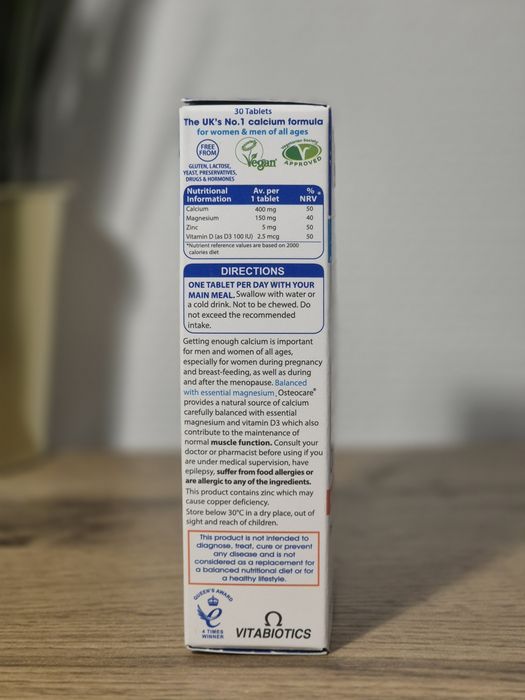 30 Tablets
The UK's No.1 calcium formula
for women & men of all ages
FREE
FROM
GLUTEN, LACTOSE,
YEAST, PRESERVATIVES,
DRUGS & HORMONES
Vegan
Vegetarian Society
APPROVED
Nutritional Information Av. per 1 tablet %* NRV
Calcium 400 mg 50
Magnesium 150 mg 40
Zinc 5 mg 50
Vitamin D (as D3 100 IU) 2.5 mcg 50
*Nutrient reference values are based on 2000
calories diet
DIRECTIONS
ONE TABLET PER DAY WITH YOUR
MAIN MEAL. Swallow with water or
a cold drink. Not to be chewed. Do
not exceed the recommended
intake.
Getting enough calcium is important
for men and women of all ages,
especially for women during pregnancy
and breast-feeding, as well as during
and after the menopause. Balanced
with essential magnesium, Osteocare®
provides a natural source of calcium
carefully balanced with essential
magnesium and vitamin D3 which also
contribute to the maintenance of
normal muscle function. Consult your
doctor or pharmacist before using if you
are under medical supervision, have
epilepsy, suffer from food allergies or
are allergic to any of the ingredients.
This product contains zinc which may
cause copper deficiency.
Store below 30°C in a dry place, out of
sight and reach of children.
This product is not intended to
diagnose, treat, cure or prevent
any disease and is not
considered as a replacement for
a balanced nutritional diet or for
a healthy lifestyle.
QUEEN'S AWARD
4 TIMES
WINNER
VITABIOTICS